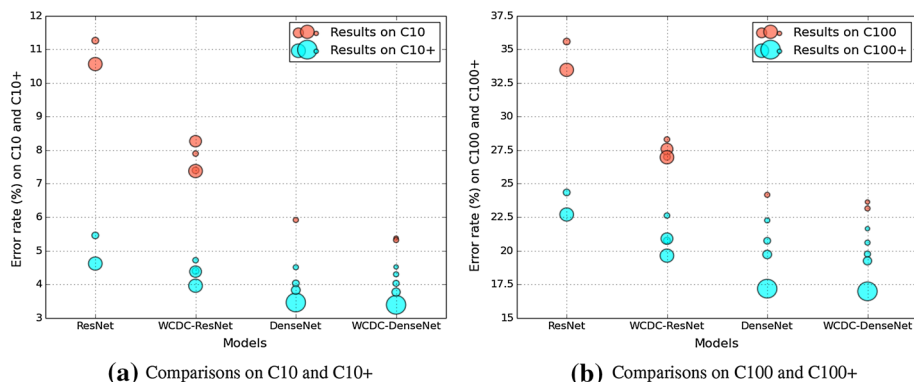 Error rate (%) on C10 and C10+
12
11
10
9
8
7
6
5
4
3
Results on C10
Results on C10+
ResNet WCDC-ResNet DenseNet WCDC-DenseNet
Models
(a) Comparisons on C10 and C10+
Error rate (%) on C100 and C100+
37.5
35
32.5
30
27.5
25
22.5
20
17.5
15
Results on C100
Results on C100+
ResNet WCDC-ResNet DenseNet WCDC-DenseNet
Models
(b) Comparisons on C100 and C100+